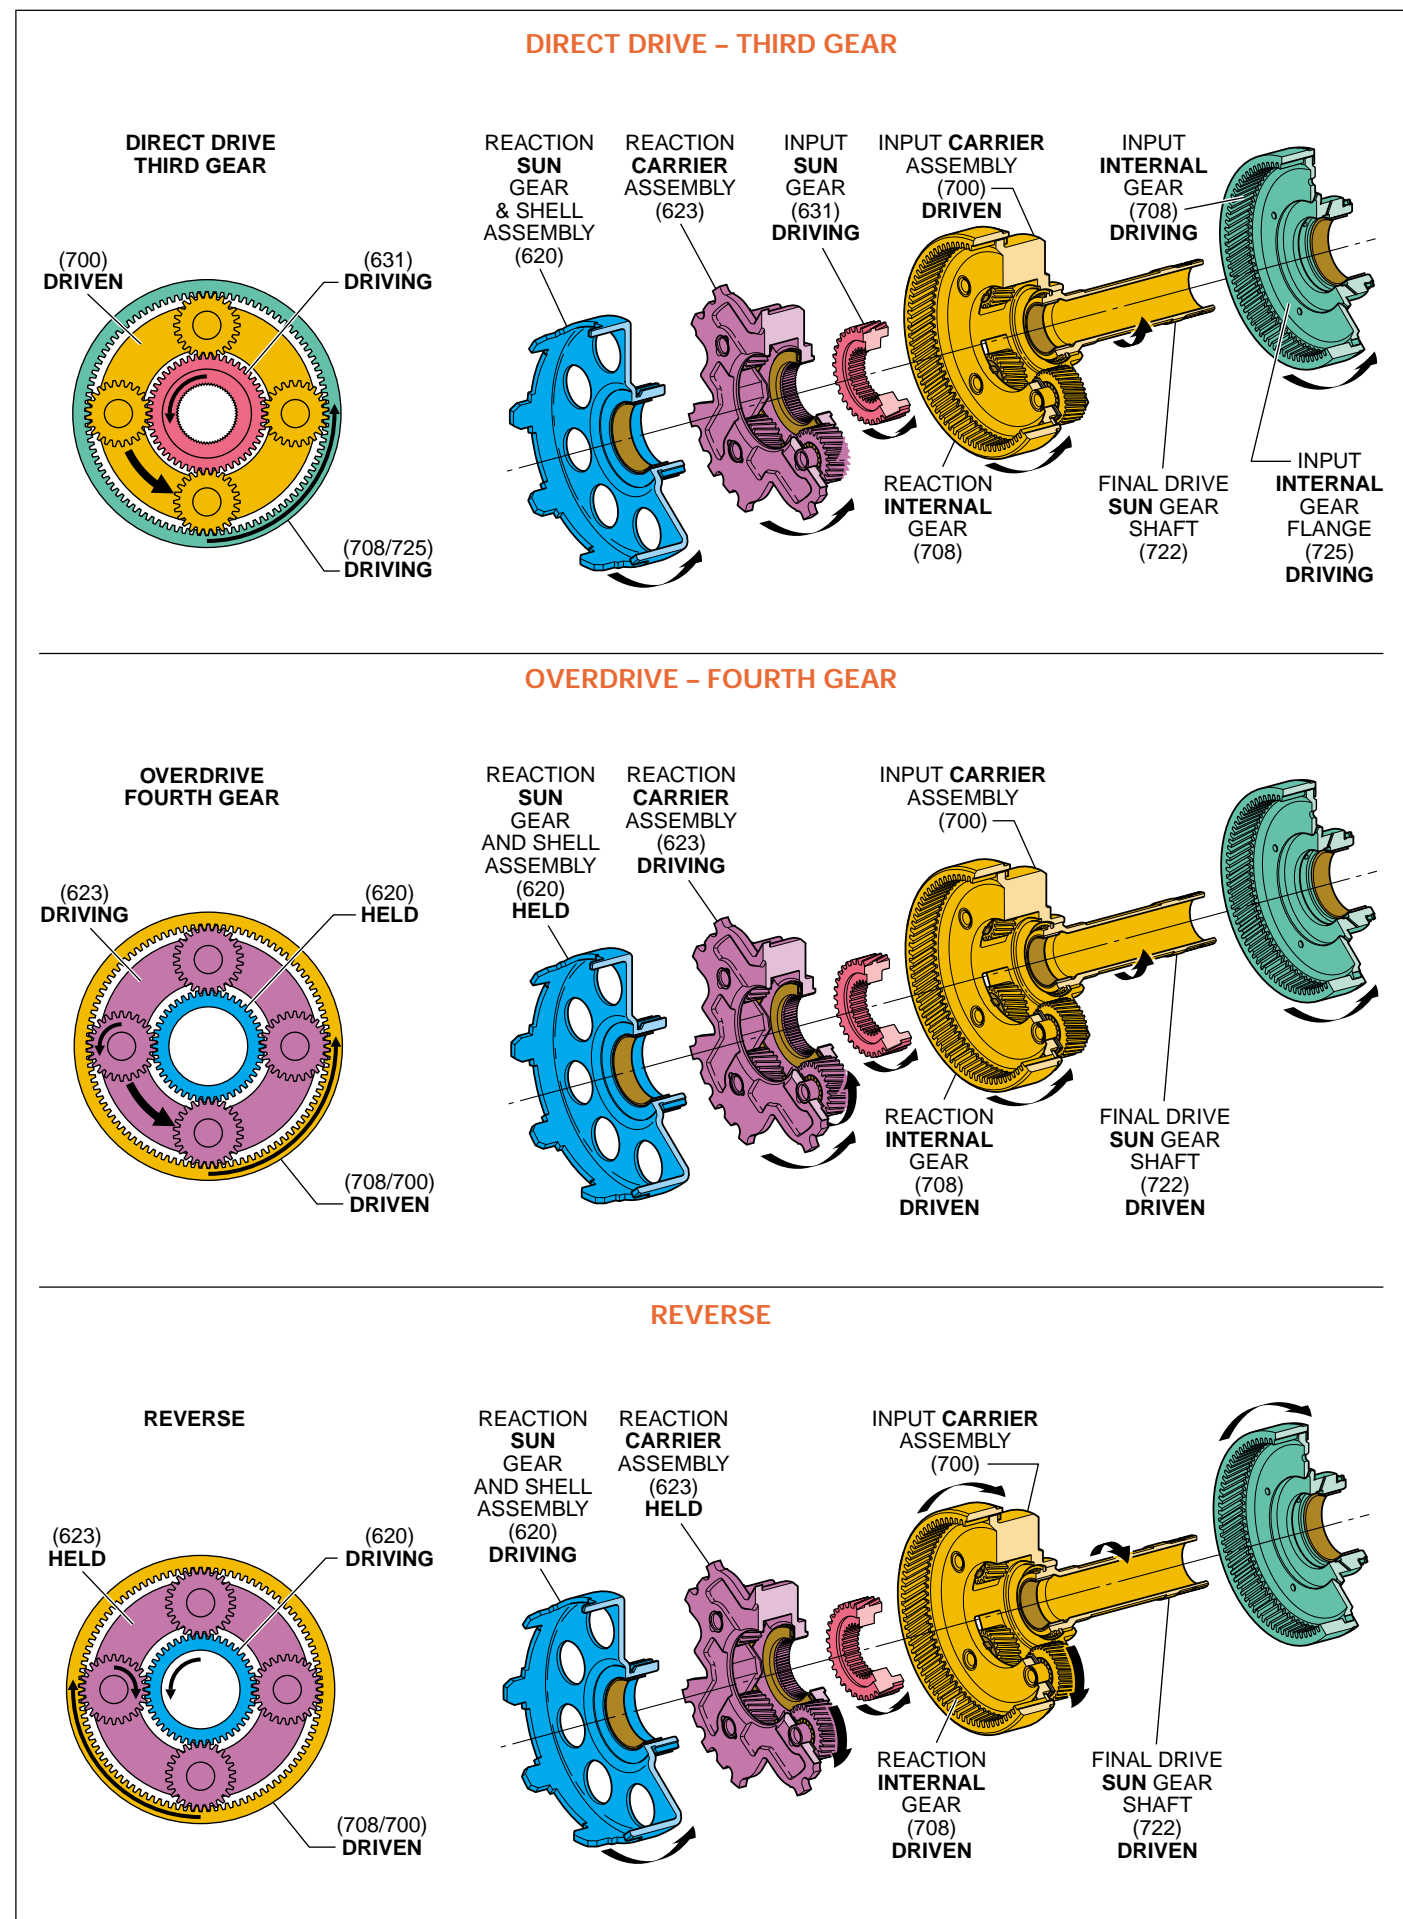 DIRECT DRIVE – THIRD GEAR
DIRECT DRIVE
THIRD GEAR
(700)
DRIVEN
(631)
DRIVING
(708/725)
DRIVING
REACTION
SUN
GEAR
& SHELL
ASSEMBLY
(620)
REACTION
CARRIER
ASSEMBLY
(623)
INPUT
SUN
GEAR
(631)
DRIVING
INPUT CARRIER
ASSEMBLY
(700)
DRIVEN
INPUT
INTERNAL
GEAR
(708)
DRIVING
REACTION
INTERNAL
GEAR
(708)
FINAL DRIVE
SUN GEAR
SHAFT
(722)
INPUT
INTERNAL
GEAR
FLANGE
(725)
DRIVING
OVERDRIVE – FOURTH GEAR
OVERDRIVE
FOURTH GEAR
(623)
DRIVING
(620)
HELD
(708/700)
DRIVEN
REACTION
SUN
GEAR
AND SHELL
ASSEMBLY
(620)
HELD
REACTION
CARRIER
ASSEMBLY
(623)
DRIVING
INPUT CARRIER
ASSEMBLY
(700)
REACTION
INTERNAL
GEAR
(708)
DRIVEN
FINAL DRIVE
SUN GEAR
SHAFT
(722)
DRIVEN
REVERSE
REVERSE
(623)
HELD
(620)
DRIVING
(708/700)
DRIVEN
REACTION
SUN
GEAR
AND SHELL
ASSEMBLY
(620)
DRIVING
REACTION
CARRIER
ASSEMBLY
(623)
HELD
INPUT CARRIER
ASSEMBLY
(700)
REACTION
INTERNAL
GEAR
(708)
DRIVEN
FINAL DRIVE
SUN GEAR
SHAFT
(722)
DRIVEN